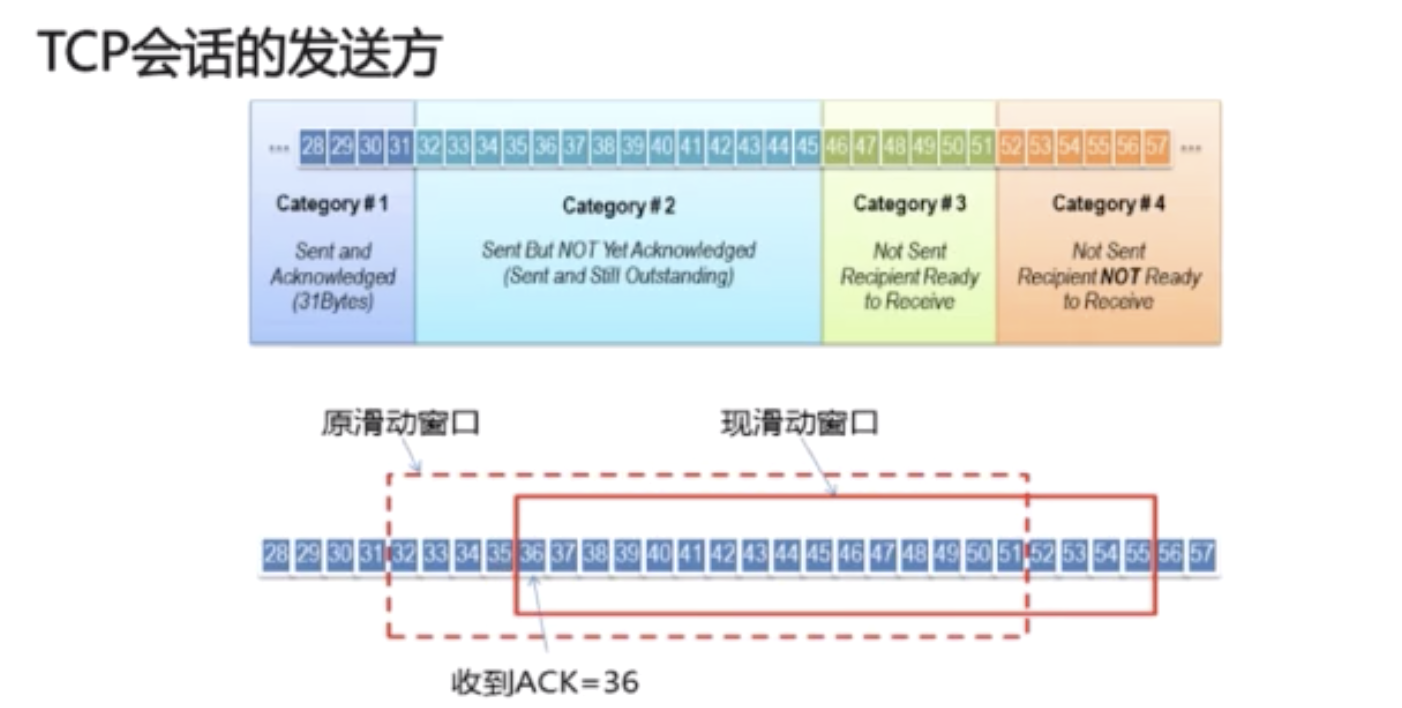 TCP会话的发送方
... 28 29 30 31 32 33 34 35 36 37 38 39 40 41 42 43 44 45 46 47 48 49 50 51 52 53 54 55 56 57 ...
Category # 1
Sent and
Acknowledged
(31Bytes)
Category # 2
Sent But NOT Yet Acknowledged
(Sent and Still Outstanding)
Category # 3
Not Sent
Recipient Ready
to Receive
Category # 4
Not Sent
Recipient NOT Ready
to Receive
原滑动窗口
现滑动窗口
28 29 30 31 32 33 34 35 36 37 38 39 40 41 42 43 44 45 46 47 48 49 50 51 52 53 54 55 56 57
收到ACK=36